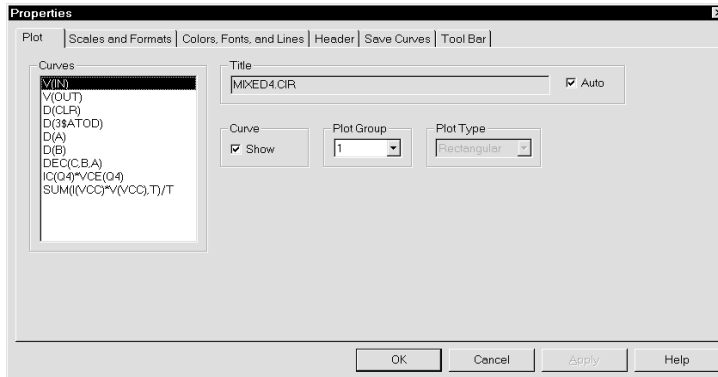 Properties
Plot Scales and Formats Colors, Fonts, and Lines Header Save Curves Tool Bar
Curves
V(IN)
V(OUT)
D(CLR)
D(3$ATOD)
D(A)
D(B)
DEC(C,B,A)
IC(Q4)*VCE(Q4)
SUM(I(VCC)*V(VCC),T)/T
Title
MIXED4.CIR
Auto
Curve
Show
Plot Group
1
Plot Type
Rectangular
OK Cancel Apply Help